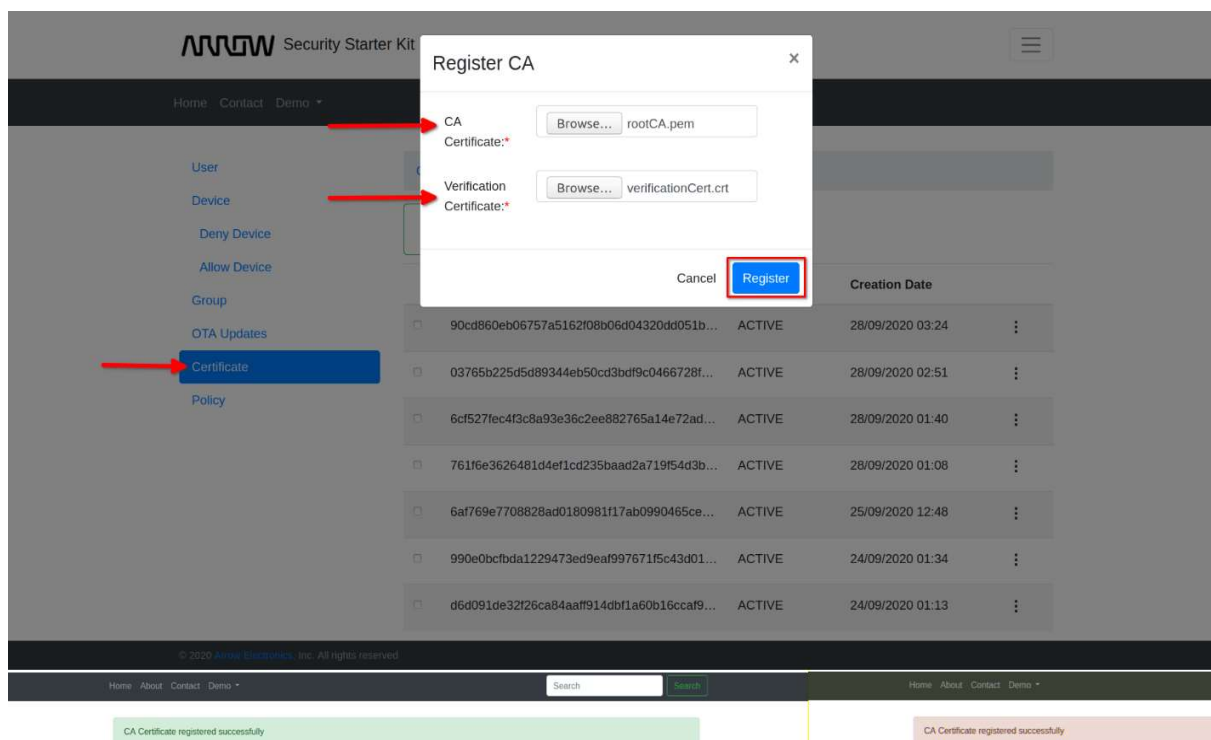 ARROW Security Starter Kit
Register CA ×
Home Contact Demo
CA Certificate:* Browse... rootCA.pem
Verification Certificate:* Browse... verificationCert.crt
Cancel Register
User
Device
Deny Device
Allow Device
Group
OTA Updates
Certificate
Policy
Creation Date
90cd860eb06757a5162f08b06d04320dd051b... ACTIVE 28/09/2020 03:24
03765b225d5d89344eb50cd3bdf9c0466728f... ACTIVE 28/09/2020 02:51
6cf527fec4f3c8a93e36c2ee882765a14e72ad... ACTIVE 28/09/2020 01:40
761f6e3626481d4ef1cd235baad2a719f54d3b... ACTIVE 28/09/2020 01:08
6af769e7708828ad0180981f17ab0990465ce... ACTIVE 25/09/2020 12:48
990e0bcfbda1229473ed9eaf997671f5c43d01... ACTIVE 24/09/2020 01:34
d6d091de32f26ca84aaff914dbf1a60b16ccaf9... ACTIVE 24/09/2020 01:13
© 2020 Arrow Electronics, Inc. All rights reserved
Home About Contact Demo Search Search
CA Certificate registered successfully
Home About Contact Demo
CA Certificate registered successfully